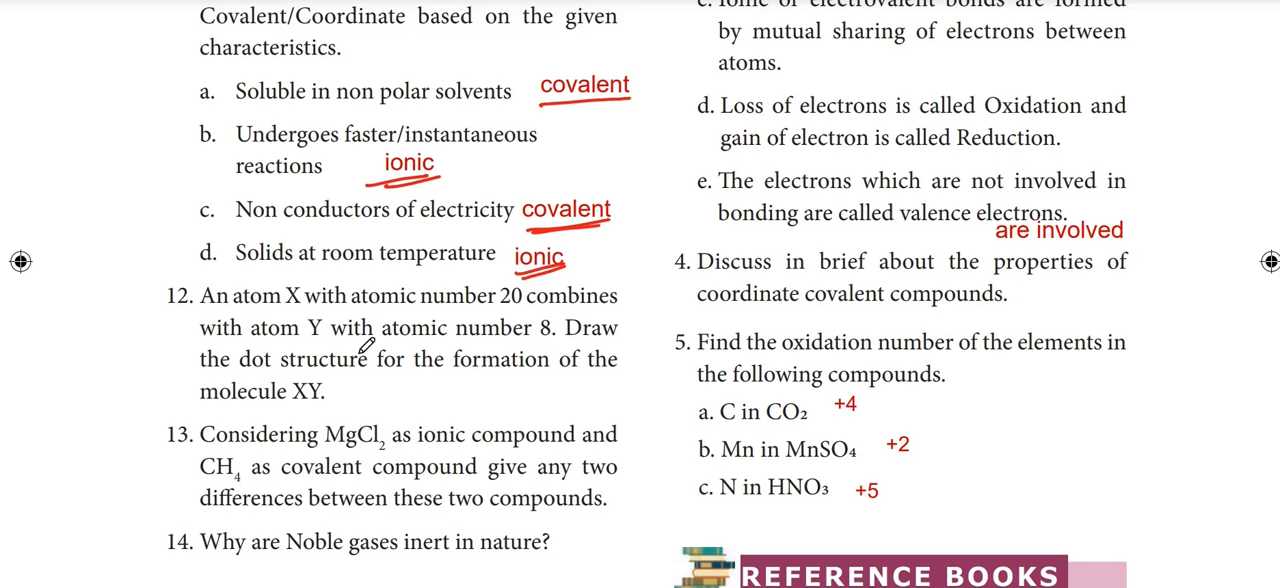 Covalent/Coordinate based on the given
characteristics.
a. Soluble in non polar solvents covalent
b. Undergoes faster/instantaneous
reactions ionic
c. Non conductors of electricity covalent
d. Solids at room temperature ionic
12. An atom X with atomic number 20 combines
with atom Y with atomic number 8. Draw
the dot structure for the formation of the
molecule XY.
13. Considering MgCl₂ as ionic compound and
CH₄ as covalent compound give any two
differences between these two compounds.
14. Why are Noble gases inert in nature?
c. Ionic or electrovalent bonds are formed
by mutual sharing of electrons between
atoms.
d. Loss of electrons is called Oxidation and
gain of electron is called Reduction.
e. The electrons which are not involved in
bonding are called valence electrons.
are involved
4. Discuss in brief about the properties of
coordinate covalent compounds.
5. Find the oxidation number of the elements in
the following compounds.
a. C in CO₂ +4
b. Mn in MnSO₄ +2
c. N in HNO₃ +5
REFERENCE BOOKS